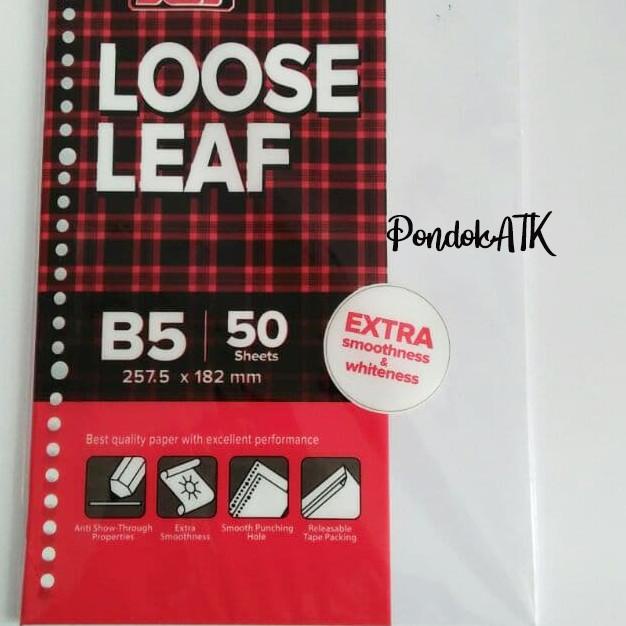 LOOSE
LEAF
PondokATK
B5
50
Sheets
257.5 x 182 mm
EXTRA
smoothness
&
whiteness
Best quality paper with excellent performance
Anti Show-Through
Properties
Extra
Smoothness
Smooth Punching
Hole
Releasable
Tape Packing